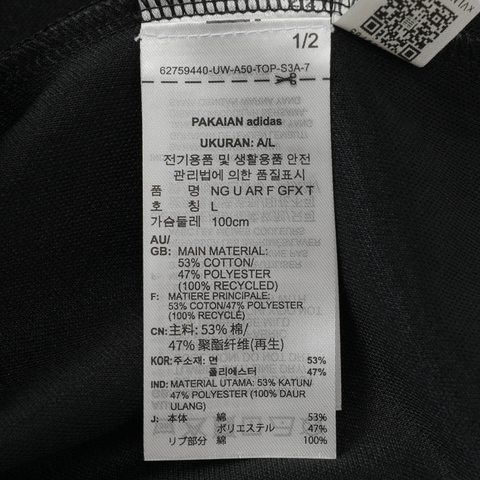 1/2
62759440-UW-A50-TOP-S3A-7
PAKAIAN adidas
UKURAN: A/L
전기용품 및 생활용품 안전
관리법에 의한 품질표시
품 명 NG U AR F GFX T
호 칭 L
가슴둘레 100cm
AU/
GB: MAIN MATERIAL:
53% COTTON/
47% POLYESTER
(100% RECYCLED)
F: MATIERE PRINCIPALE:
53% COTON/47% POLYESTER
(100% RECYCLÉ)
CN: 主料: 53% 棉/
47% 聚酯纤维(再生)
KOR: 주소재: 면 53%
폴리에스터 47%
IND: MATERIAL UTAMA: 53% KATUN/
47% POLYESTER (100% DAUR
ULANG)
J: 本体 綿 53%
ポリエステル 47%
リブ部分 綿 100%